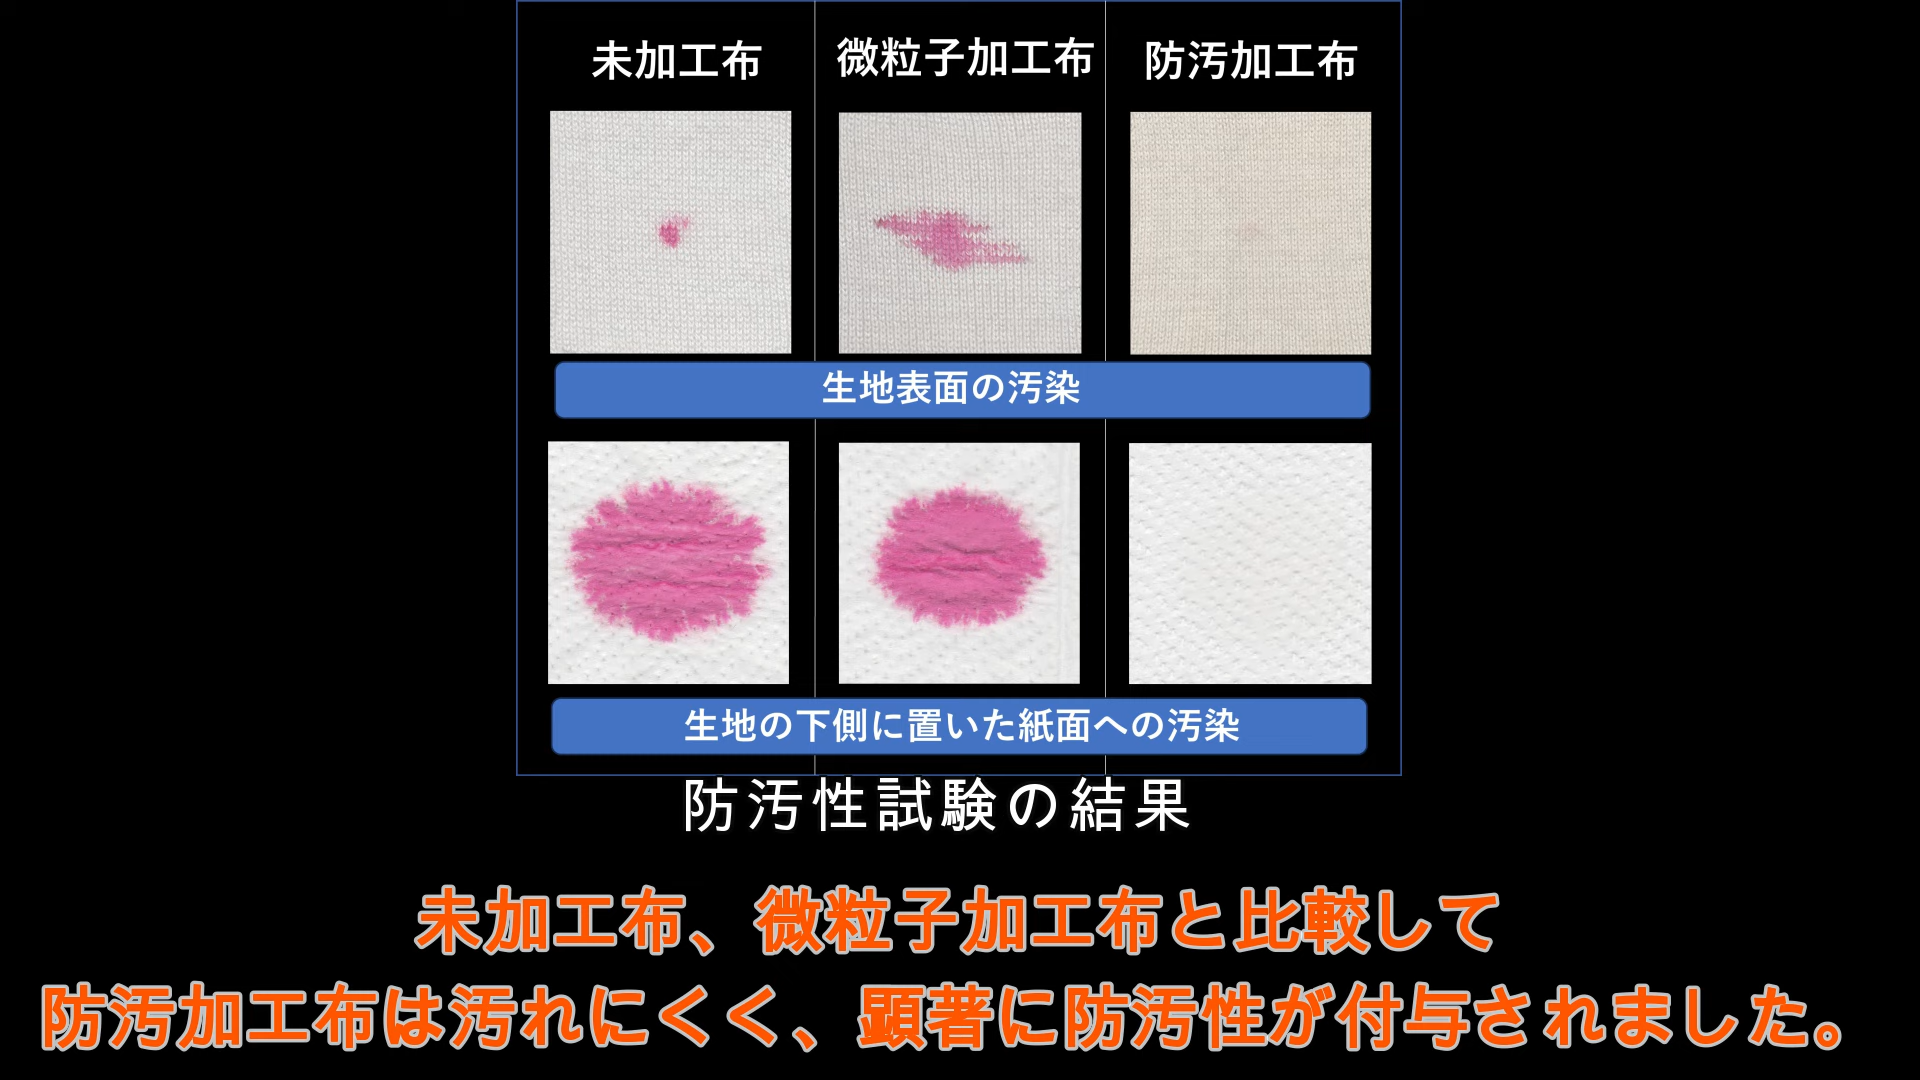 未加工布
微粒子加工布
防汚加工布
生地表面の汚染
生地の下側に置いた紙面への汚染
防汚性試験の結果
未加工布、微粒子加工布と比較して
防汚加工布は汚れにくく、顕著に防汚性が付与されました。